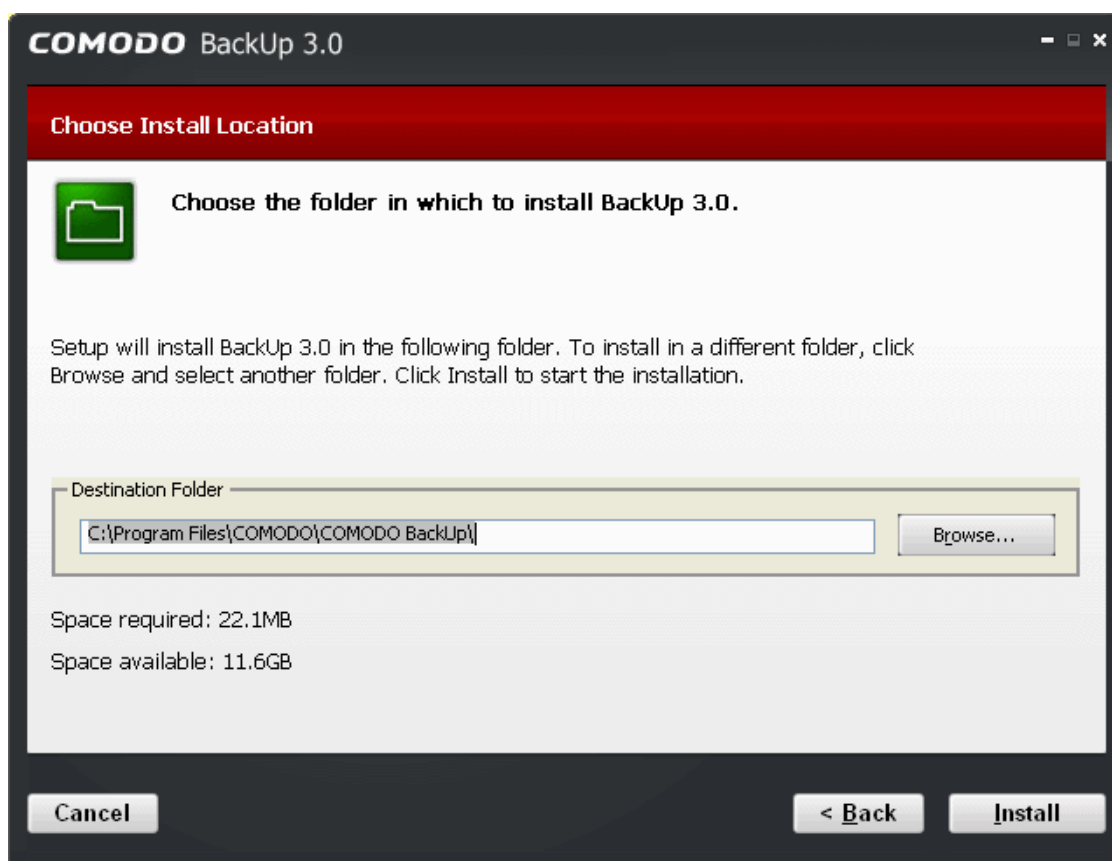 COMODO BackUp 3.0
Choose Install Location
Choose the folder in which to install BackUp 3.0.
Setup will install BackUp 3.0 in the following folder. To install in a different folder, click
Browse and select another folder. Click Install to start the installation.
Destination Folder
C:\Program Files\COMODO\COMODO BackUp\
Browse...
Space required: 22.1MB
Space available: 11.6GB
Cancel
< Back
Install